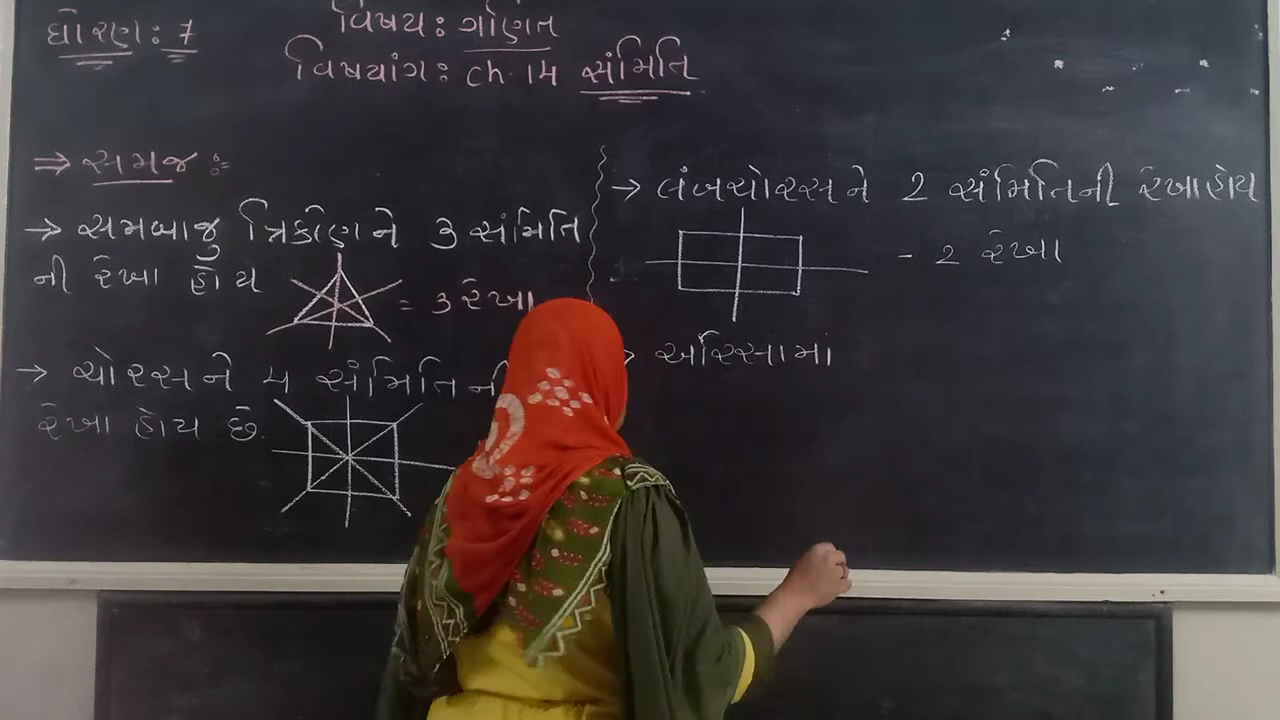 ધોરણ: 7
વિષય: ગણિત
વિષયાંગ: ch-14 સંમિતિ
⇒ સમજ :-
→ સમબાજુ ત્રિકોણને 3 સંમિતિ
ની રેખા હોય
= 3 રેખા
→ ચોરસને 4 સંમિતિની
રેખા હોય છે.
→ લંબચોરસને 2 સંમિતિની રેખા હોય
- 2 રેખા
→ અરિસામાં